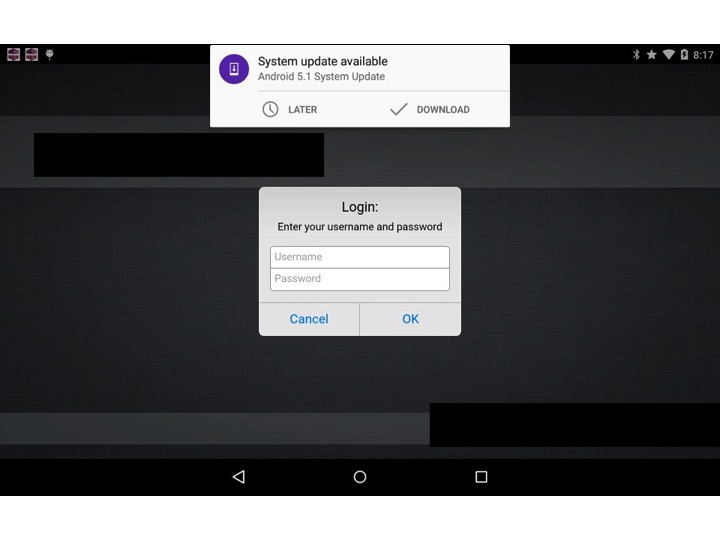 8:17
System update available
Android 5.1 System Update
LATER
DOWNLOAD
Login:
Enter your username and password
Username
Password
Cancel
OK